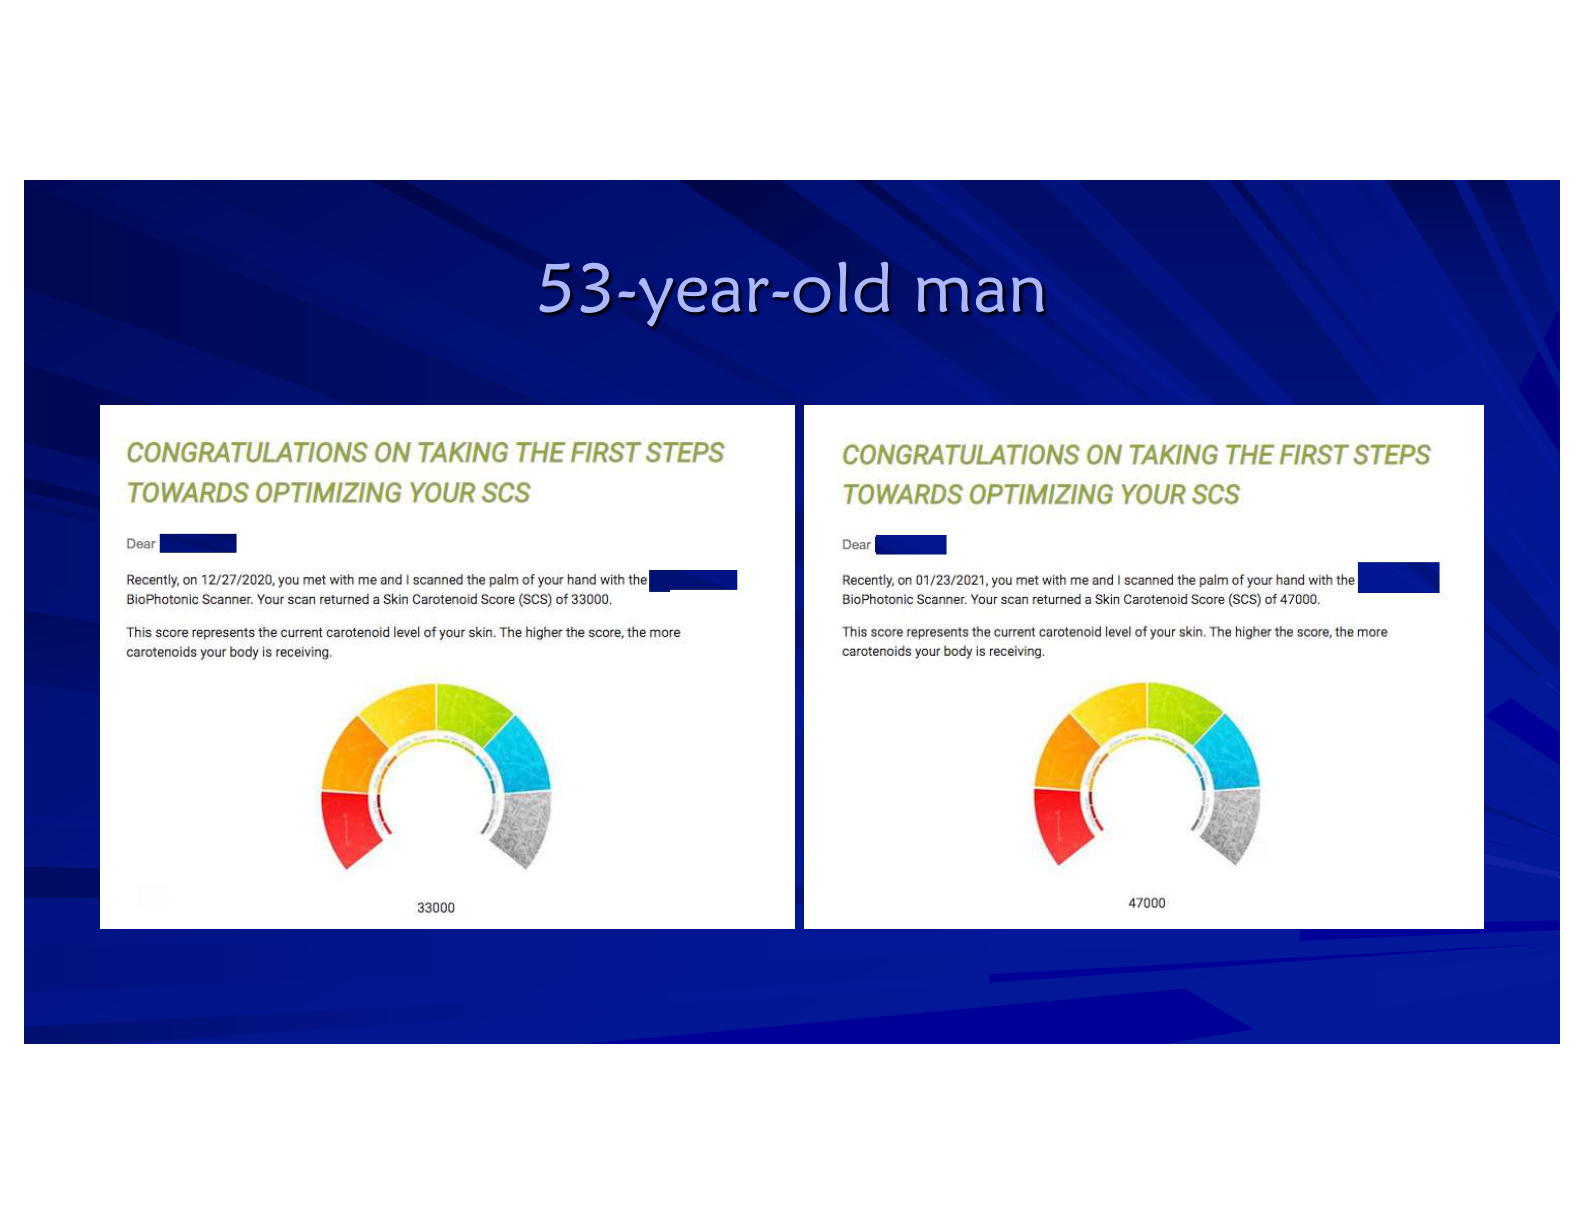 53-year-old man
CONGRATULATIONS ON TAKING THE FIRST STEPS
TOWARDS OPTIMIZING YOUR SCS
Dear
Recently, on 12/27/2020, you met with me and I scanned the palm of your hand with the
BioPhotonic Scanner. Your scan returned a Skin Carotenoid Score (SCS) of 33000.
This score represents the current carotenoid level of your skin. The higher the score, the more
carotenoids your body is receiving.
33000
CONGRATULATIONS ON TAKING THE FIRST STEPS
TOWARDS OPTIMIZING YOUR SCS
Dear
Recently, on 01/23/2021, you met with me and I scanned the palm of your hand with the
BioPhotonic Scanner. Your scan returned a Skin Carotenoid Score (SCS) of 47000.
This score represents the current carotenoid level of your skin. The higher the score, the more
carotenoids your body is receiving.
47000